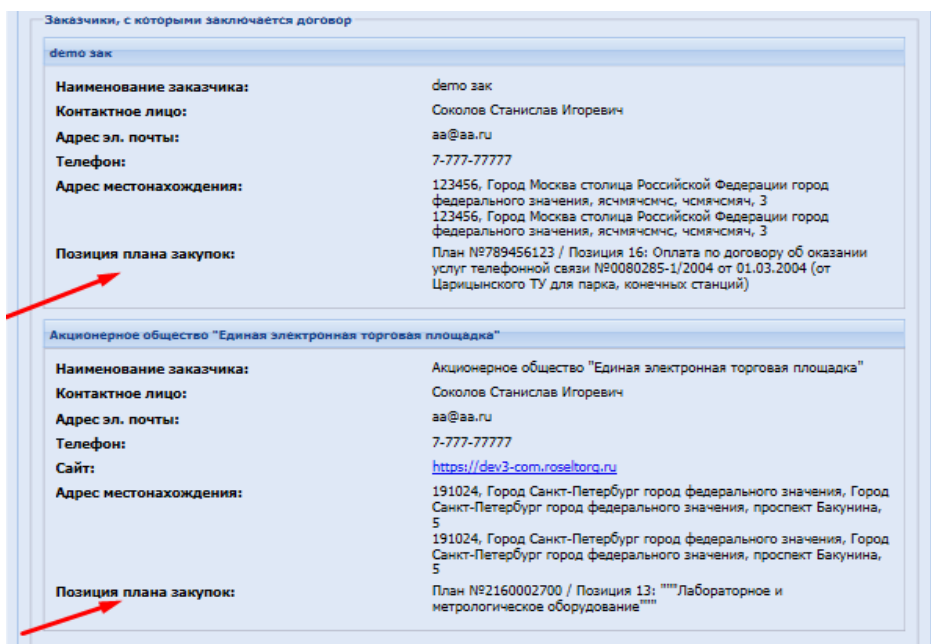 Заказчики, с которыми заключается договор
demo зак
Наименование заказчика: demo зак
Контактное лицо: Соколов Станислав Игоревич
Адрес эл. почты: aa@aa.ru
Телефон: 7-777-77777
Адрес местонахождения: 123456, Город Москва столица Российской Федерации город
федерального значения, ясчмячсмчс, чсмячсмяч, 3
123456, Город Москва столица Российской Федерации город
федерального значения, ясчмячсмчс, чсмячсмяч, 3
Позиция плана закупок: План №789456123 / Позиция 16: Оплата по договору об оказании
услуг телефонной связи №0080285-1/2004 от 01.03.2004 (от
Царицынского ТУ для парка, конечных станций)
Акционерное общество "Единая электронная торговая площадка"
Наименование заказчика: Акционерное общество "Единая электронная торговая площадка"
Контактное лицо: Соколов Станислав Игоревич
Адрес эл. почты: aa@aa.ru
Телефон: 7-777-77777
Сайт: https://dev3-com.roseltorg.ru
Адрес местонахождения: 191024, Город Санкт-Петербург город федерального значения, Город
Санкт-Петербург город федерального значения, проспект Бакунина,
5
191024, Город Санкт-Петербург город федерального значения, Город
Санкт-Петербург город федерального значения, проспект Бакунина,
5
Позиция плана закупок: План №2160002700 / Позиция 13: """Лабораторное и
метрологическое оборудование"""